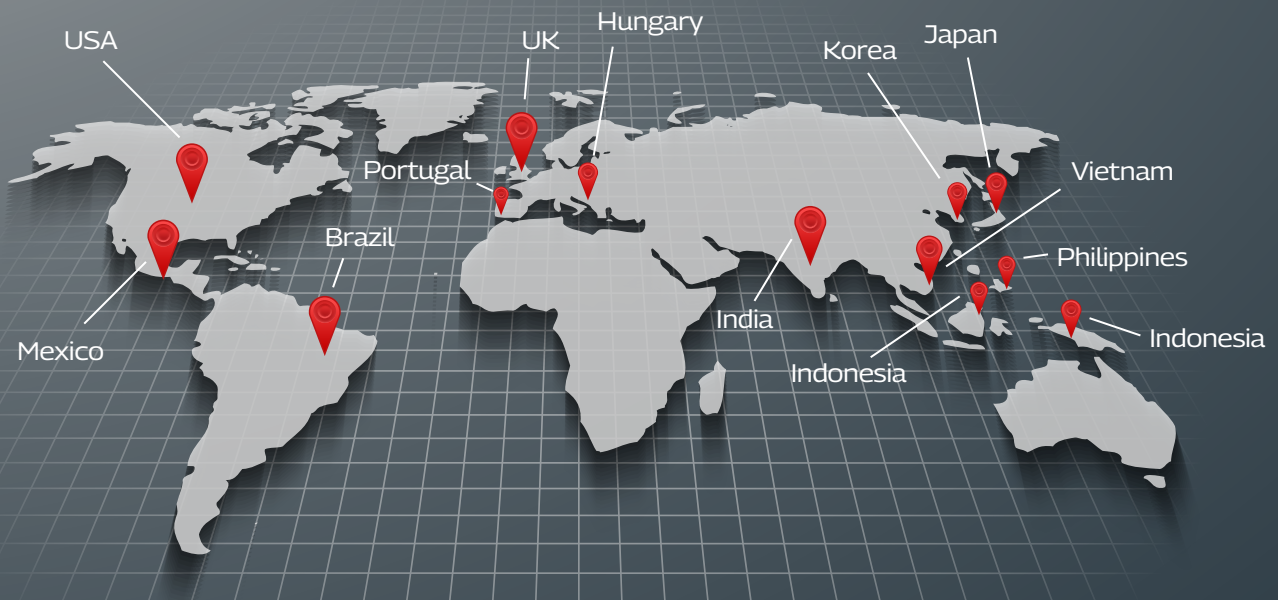 Hungary
USA
UK
Japan
Korea
Portugal
Vietnam
Brazil
Philippines
India
Indonesia
Mexico
Indonesia